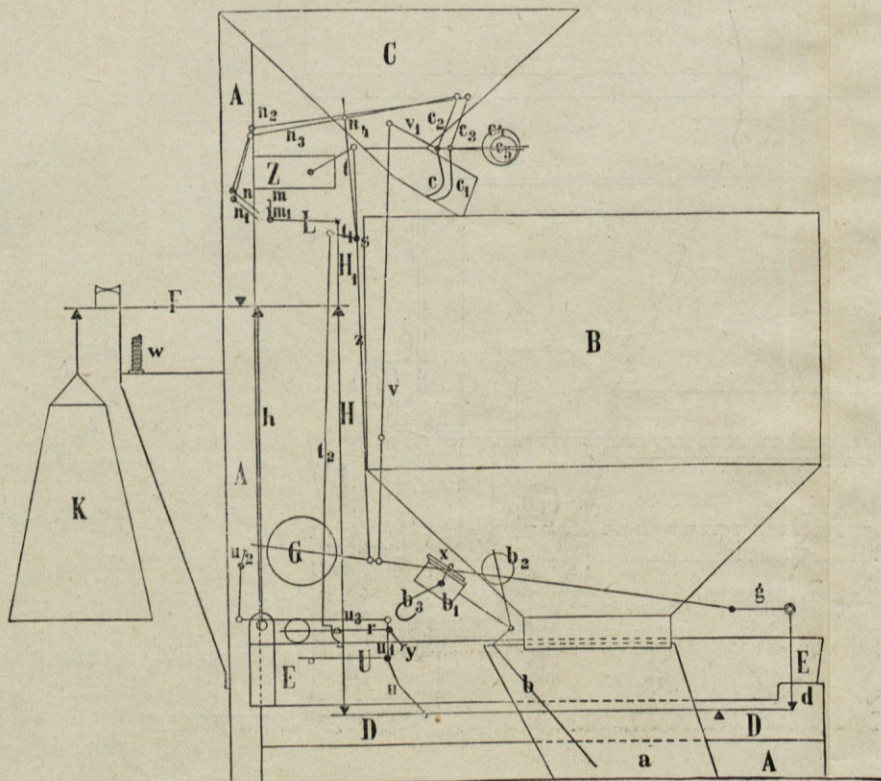 C
A
n₂
n₃
n₄
v₁
c₂
c₃
c₄
c₅
Z
t
c
c₁
n
n₁
m
m₁
L
t₁
s
H₁
F
z
B
w
v
h
H
t₂
A
K
u₂
G
x
b₂
b₁
b₃
g
u₃
r
u₁
y
E
U
u
b
E
d
D
D
a
A